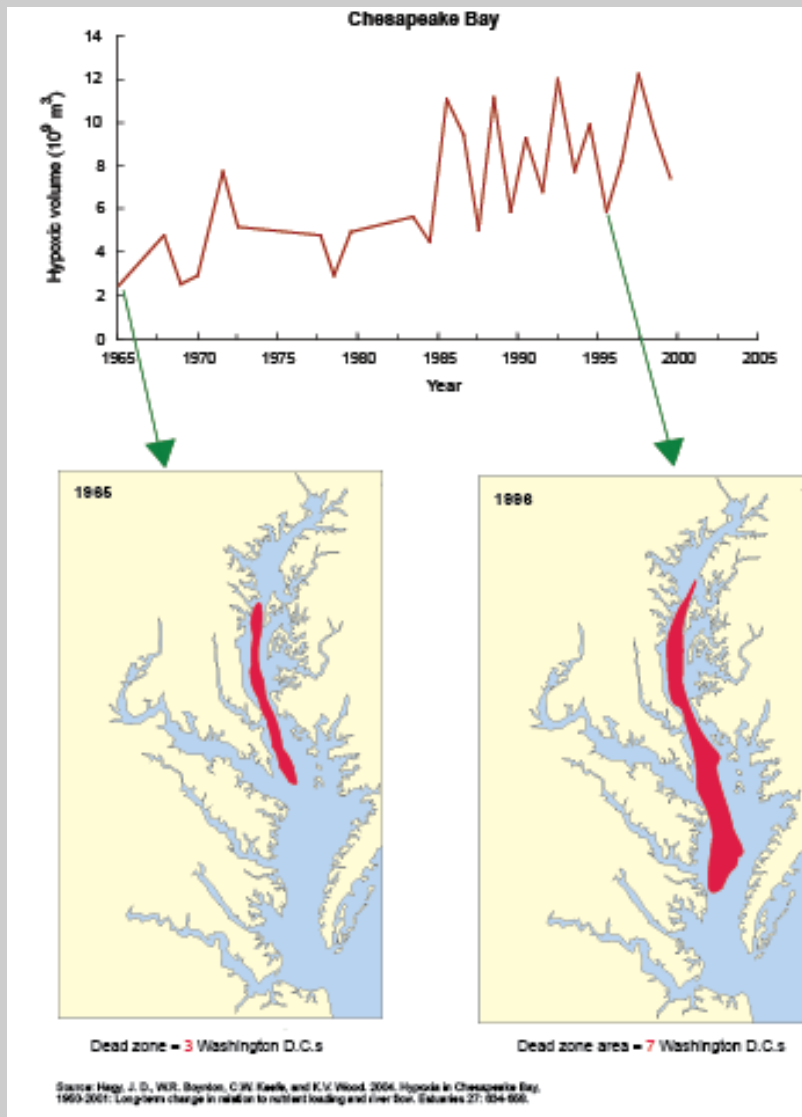 Chesapeake Bay
Hypoxic volume (10⁹ m³)
14
12
10
8
6
4
2
0
1965 1970 1975 1980 1985 1990 1995 2000 2005
Year
1965
1996
Dead zone = 3 Washington D.C.s
Dead zone area = 7 Washington D.C.s
Source: Hagy, J. D., W.R. Boynton, C.W. Keefe, and K.V. Wood. 2004. Hypoxia in Chesapeake Bay,
1950-2001: Long-term change in relation to nutrient loading and river flow. Estuaries 27: 634-658.